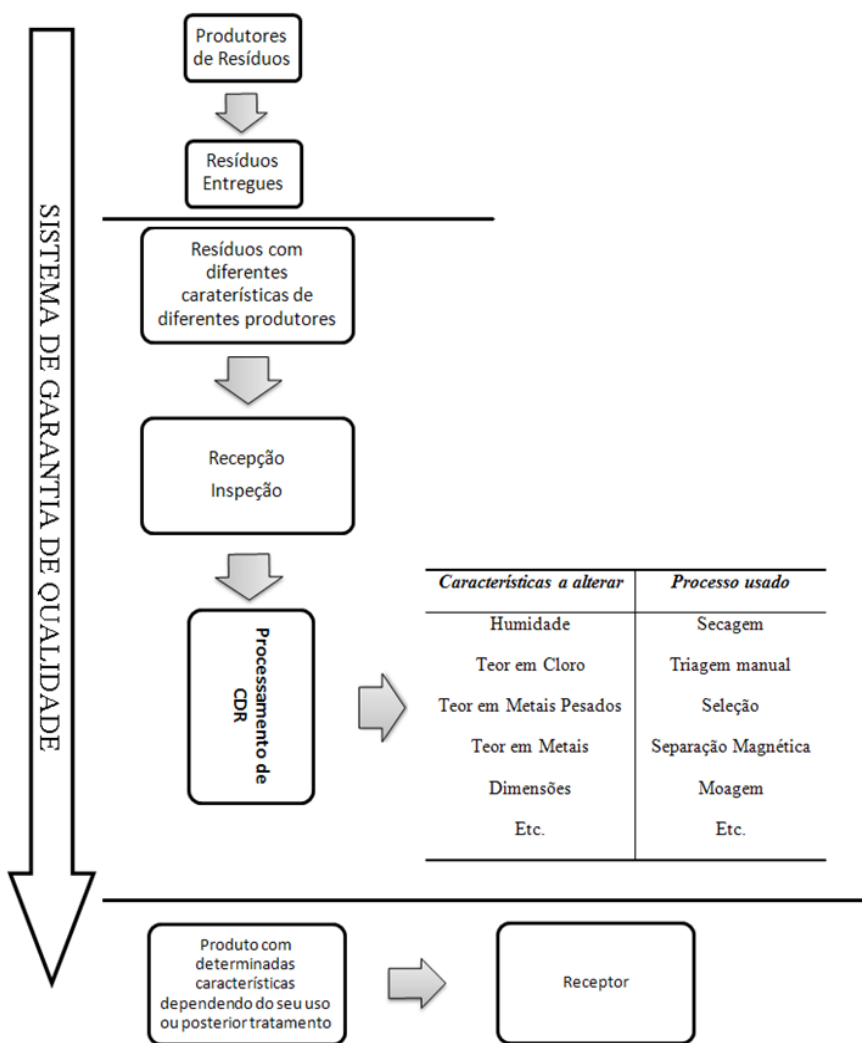 SISTEMA DE GARANTIA DE QUALIDADE
Produtores
de Resíduos
Resíduos
Entregues
Resíduos com
diferentes
caraterísticas de
diferentes produtores
Recepção
Inspeção
Processamento de
CDR
Características a alterar Processo usado
Humidade Secagem
Teor em Cloro Triagem manual
Teor em Metais Pesados Seleção
Teor em Metais Separação Magnética
Dimensões Moagem
Etc. Etc.
Produto com
determinadas
características
dependendo do seu uso
ou posterior tratamento
Receptor